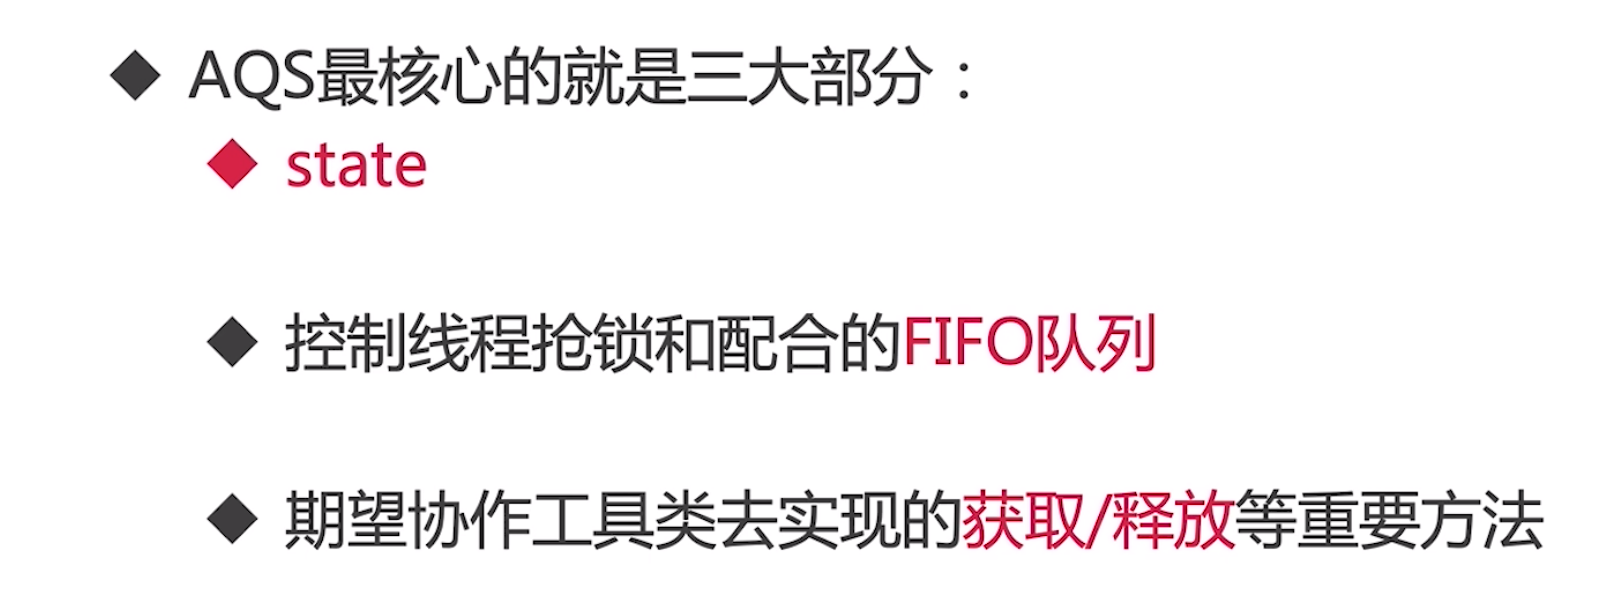 AQS最核心的就是三大部分：
state
控制线程抢锁和配合的FIFO队列
期望协作工具类去实现的获取/释放等重要方法